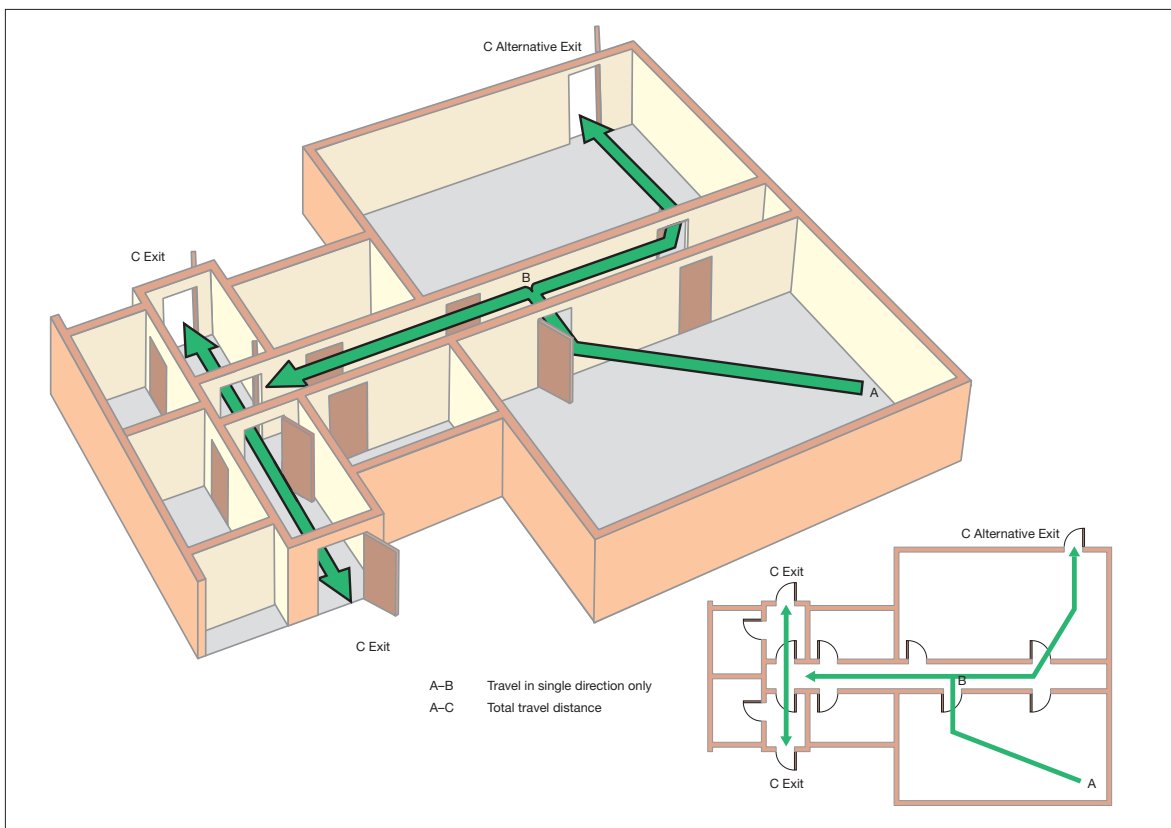 C Alternative Exit
C Exit
B
A
C Exit
A–B Travel in single direction only
A–C Total travel distance
C Alternative Exit
C Exit
B
A
C Exit